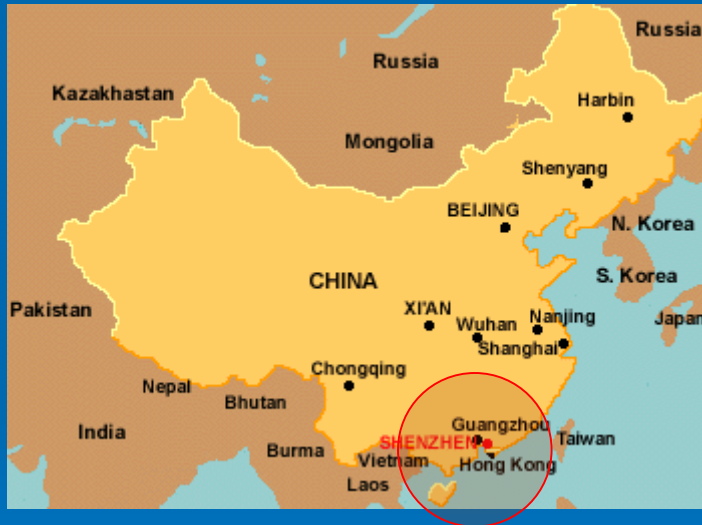 Russia
Russia
Kazakhastan
Harbin
Mongolia
Shenyang
BEIJING
N. Korea
S. Korea
CHINA
Pakistan
XI'AN
Nanjing
Japan
Wuhan
Shanghai
Chongqing
Nepal
Bhutan
Guangzhou
India
SHENZHEN
Taiwan
Burma
Vietnam
Hong Kong
Laos